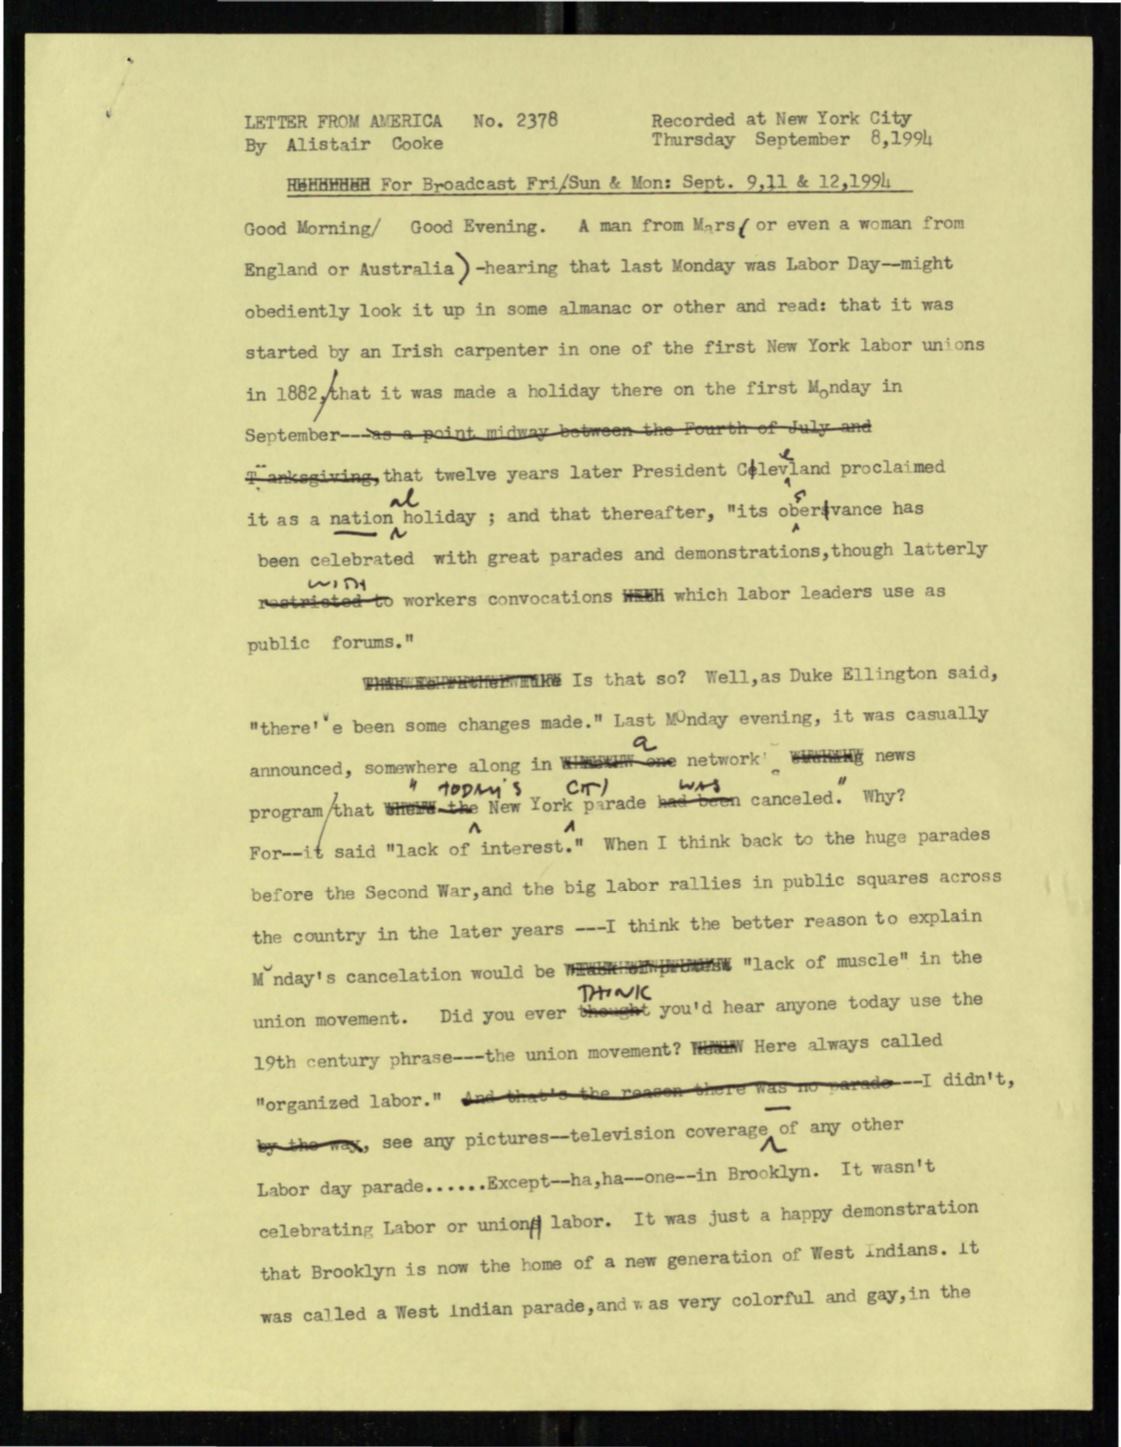 LETTER FROM AMERICA No. 2378 Recorded at New York City
By Alistair Cooke Thursday September 8,1994
For Broadcast Fri/Sun & Mon: Sept. 9,11 & 12,1994
Good Morning/ Good Evening. A man from Mars( or even a woman from
England or Australia)-hearing that last Monday was Labor Day--might
obediently look it up in some almanac or other and read: that it was
started by an Irish carpenter in one of the first New York labor unions
in 1882,/that it was made a holiday there on the first Monday in
September---as a point midway between the Fourth of July and
T anksgiving,that twelve years later President Cleveland proclaimed
it as a national holiday ; and that thereafter, "its observance has
been celebrated with great parades and demonstrations,though latterly
WITH
restricted to workers convocations which labor leaders use as
public forums."
Is that so? Well,as Duke Ellington said,
"there'e been some changes made." Last Monday evening, it was casually
a
announced, somewhere along in one network' news
" TODAY'S CITY WAS "
program/that the New York parade had been canceled. Why?
For--it said "lack of interest." When I think back to the huge parades
before the Second War,and the big labor rallies in public squares across
the country in the later years ---I think the better reason to explain
Monday's cancelation would be "lack of muscle" in the
THINK
union movement. Did you ever thought you'd hear anyone today use the
19th century phrase---the union movement? Here always called
"organized labor." And that's the reason there was no parade---I didn't,
by the way, see any pictures--television coverage of any other
Labor day parade......Except--ha,ha--one--in Brooklyn. It wasn't
celebrating Labor or union labor. It was just a happy demonstration
that Brooklyn is now the home of a new generation of West Indians. It
was called a West Indian parade,and was very colorful and gay,in the